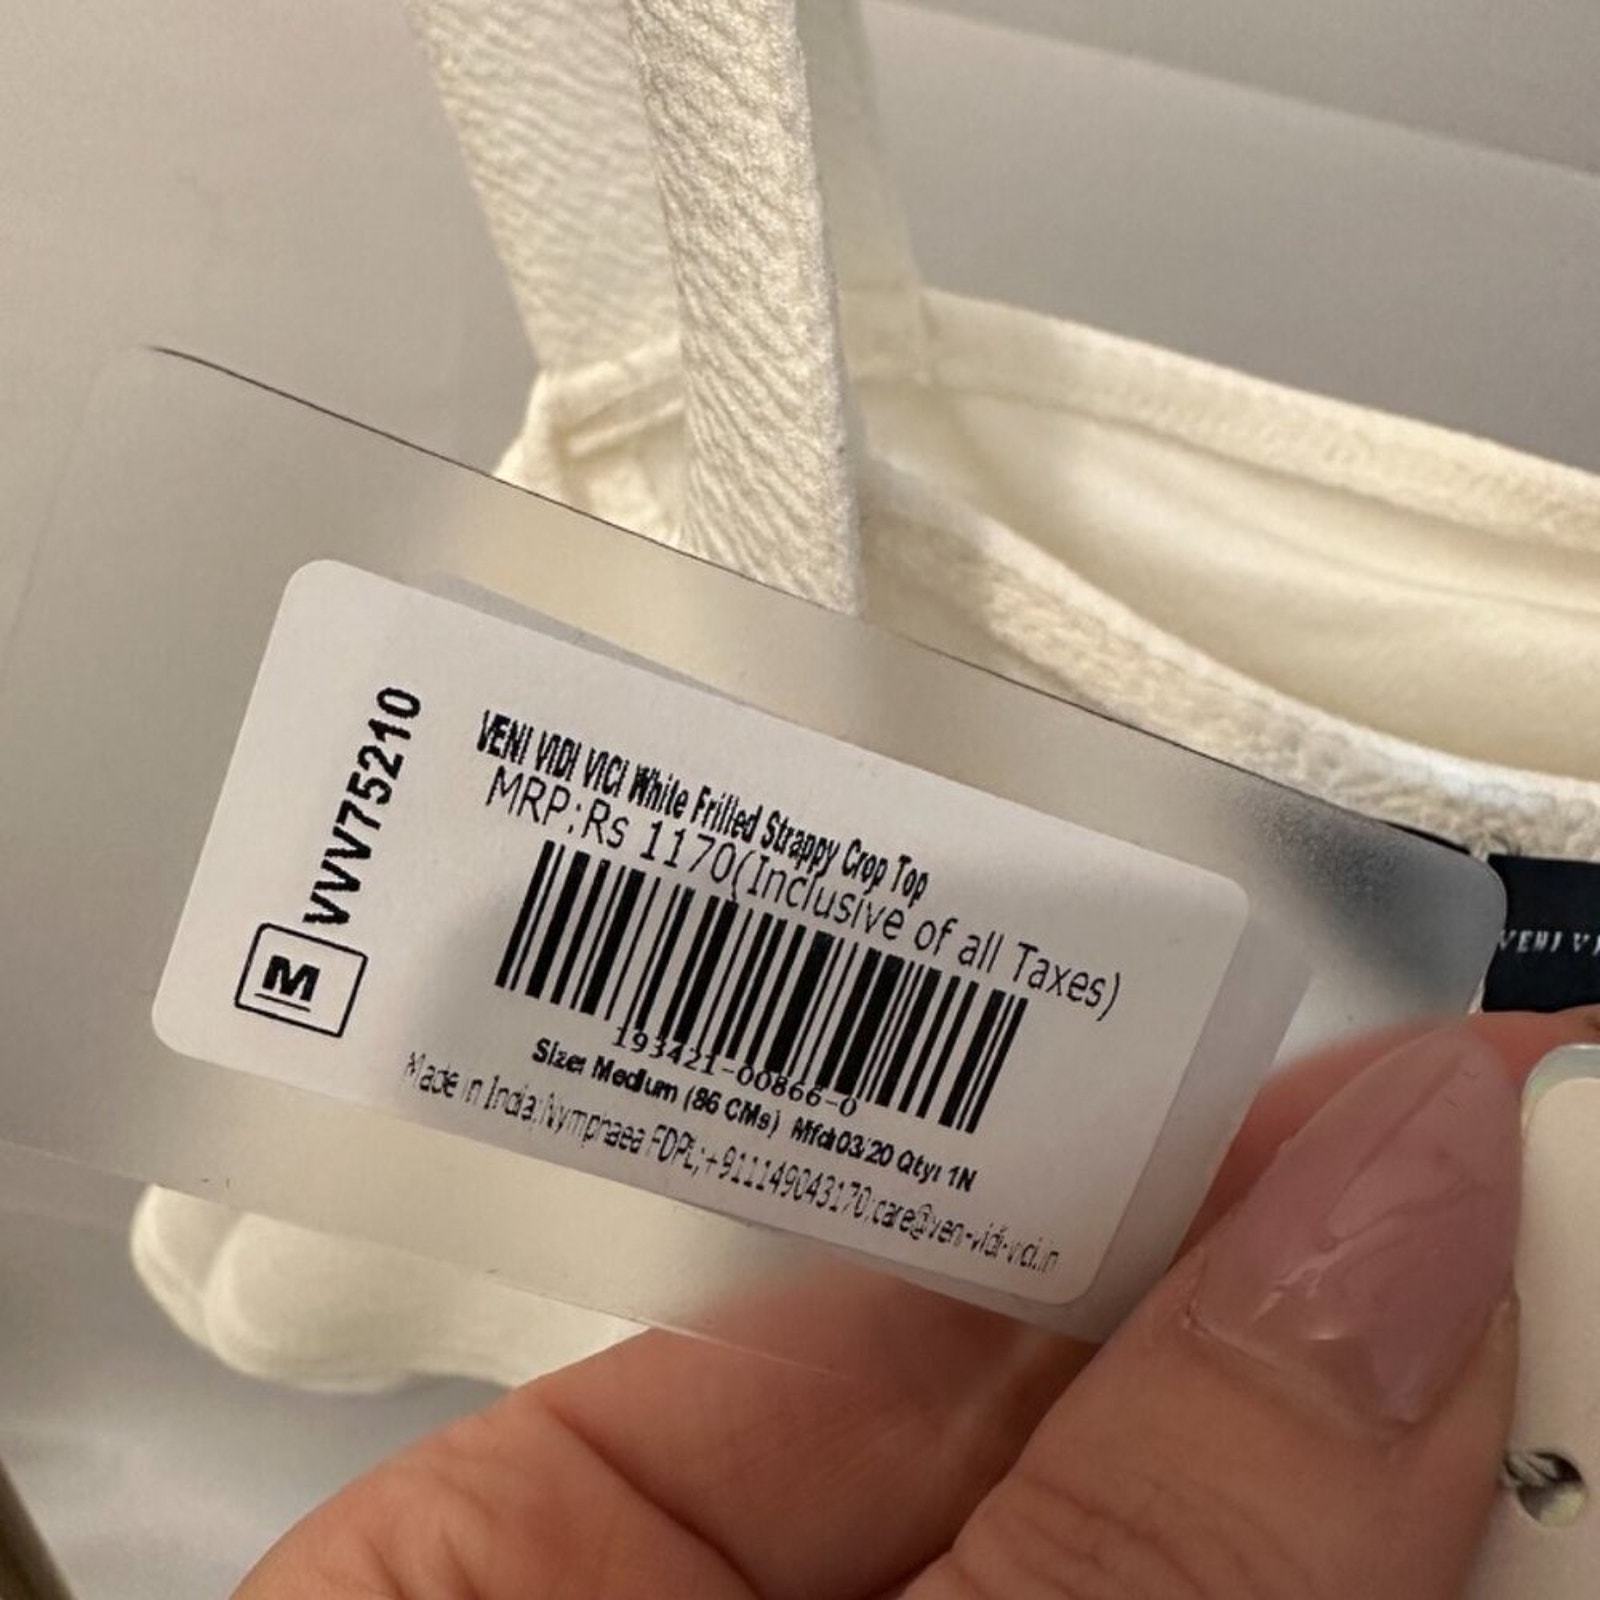 VVV75210
M
VENI VIDI VICI White Frilled Strappy Crop Top
MRP:Rs 1170(Inclusive of all Taxes)
193421-00866-0
Size: Medium (86 CMs) Mfd:03/20 Qty: 1N
Made in India;Nymphaea FDPL;+911149043170;care@veni-vidi-vici.in
VENI VI